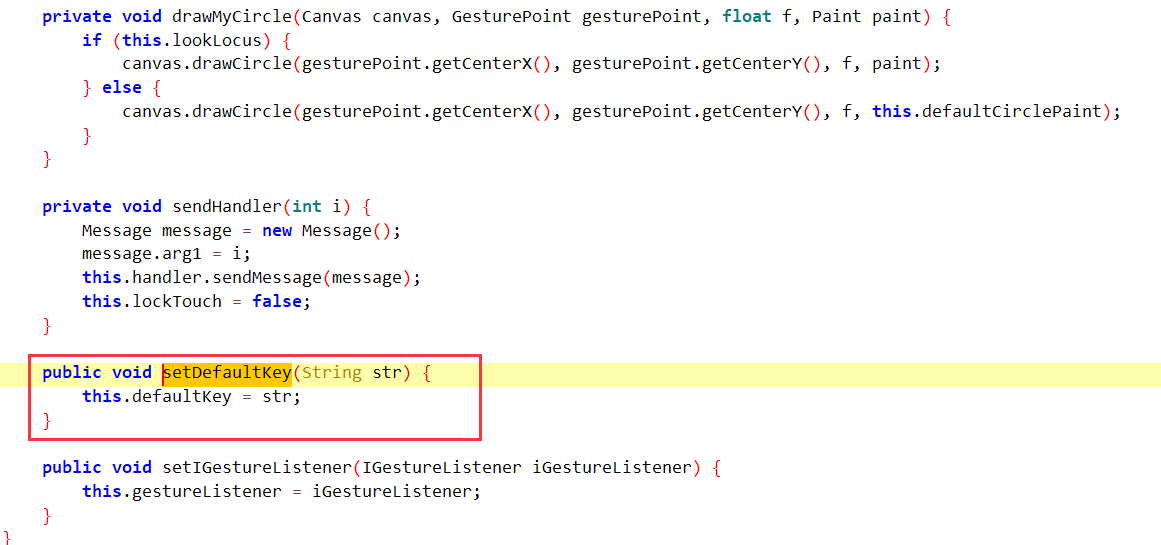 private void drawMyCircle(Canvas canvas, GesturePoint gesturePoint, float f, Paint paint) {
if (this.lookLocus) {
canvas.drawCircle(gesturePoint.getCenterX(), gesturePoint.getCenterY(), f, paint);
} else {
canvas.drawCircle(gesturePoint.getCenterX(), gesturePoint.getCenterY(), f, this.defaultCirclePaint);
}
}
private void sendHandler(int i) {
Message message = new Message();
message.arg1 = i;
this.handler.sendMessage(message);
this.lockTouch = false;
}
public void setDefaultKey(String str) {
this.defaultKey = str;
}
public void setIGestureListener(IGestureListener iGestureListener) {
this.gestureListener = iGestureListener;
}
}